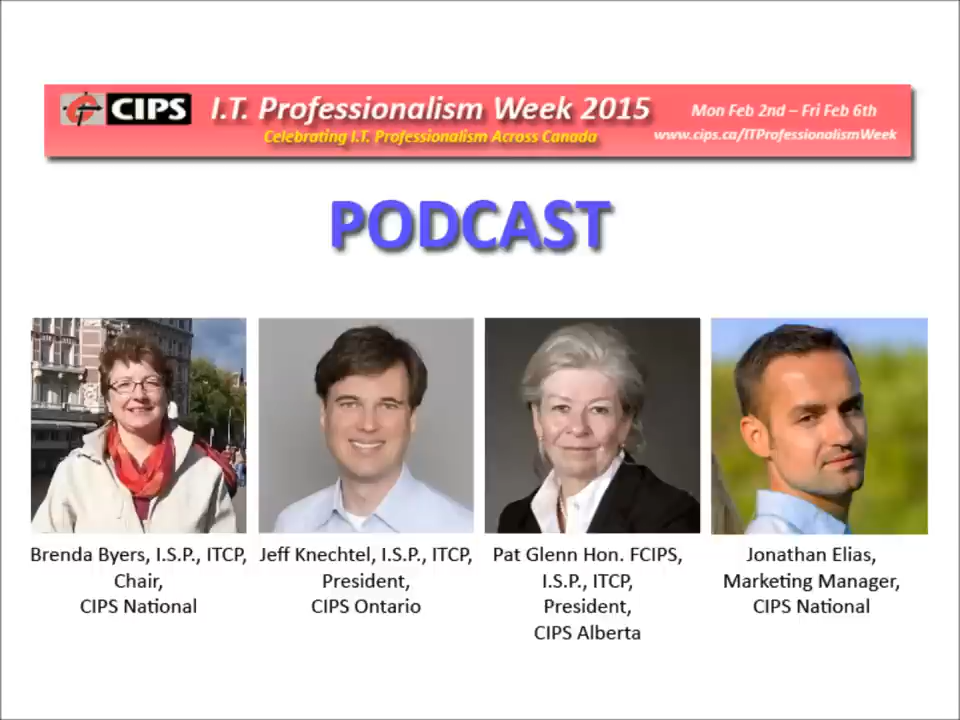 CIPS I.T. Professionalism Week 2015 Mon Feb 2nd – Fri Feb 6th
Celebrating I.T. Professionalism Across Canada www.cips.ca/ITProfessionalismWeek
PODCAST
Brenda Byers, I.S.P., ITCP,
Chair,
CIPS National
Jeff Knechtel, I.S.P., ITCP,
President,
CIPS Ontario
Pat Glenn Hon. FCIPS,
I.S.P., ITCP,
President,
CIPS Alberta
Jonathan Elias,
Marketing Manager,
CIPS National